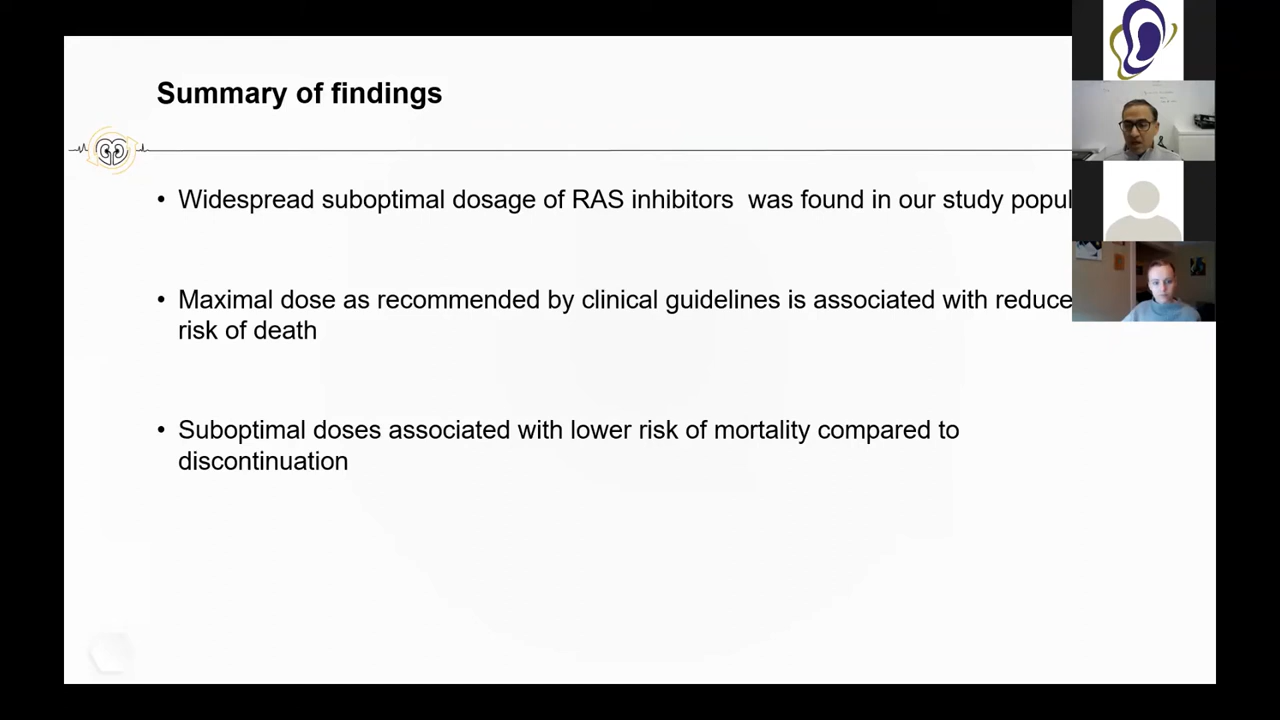 Summary of findings
• Widespread suboptimal dosage of RAS inhibitors was found in our study popul
• Maximal dose as recommended by clinical guidelines is associated with reduce
risk of death
• Suboptimal doses associated with lower risk of mortality compared to
discontinuation